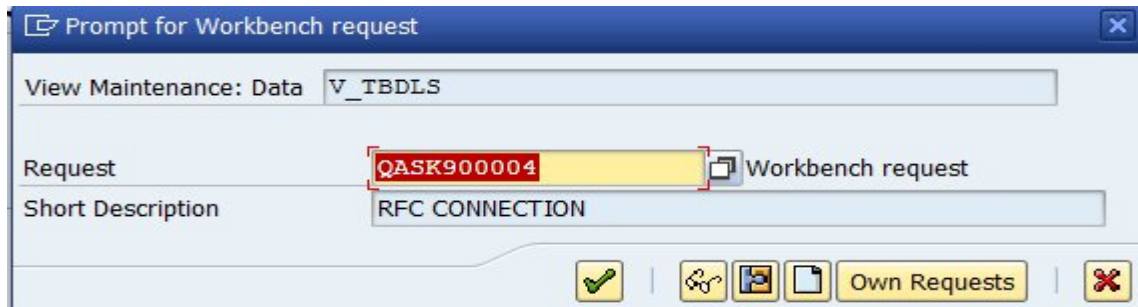 Prompt for Workbench request
View Maintenance: Data V_TBDLS
Request QASK900004 Workbench request
Short Description RFC CONNECTION
Own Requests